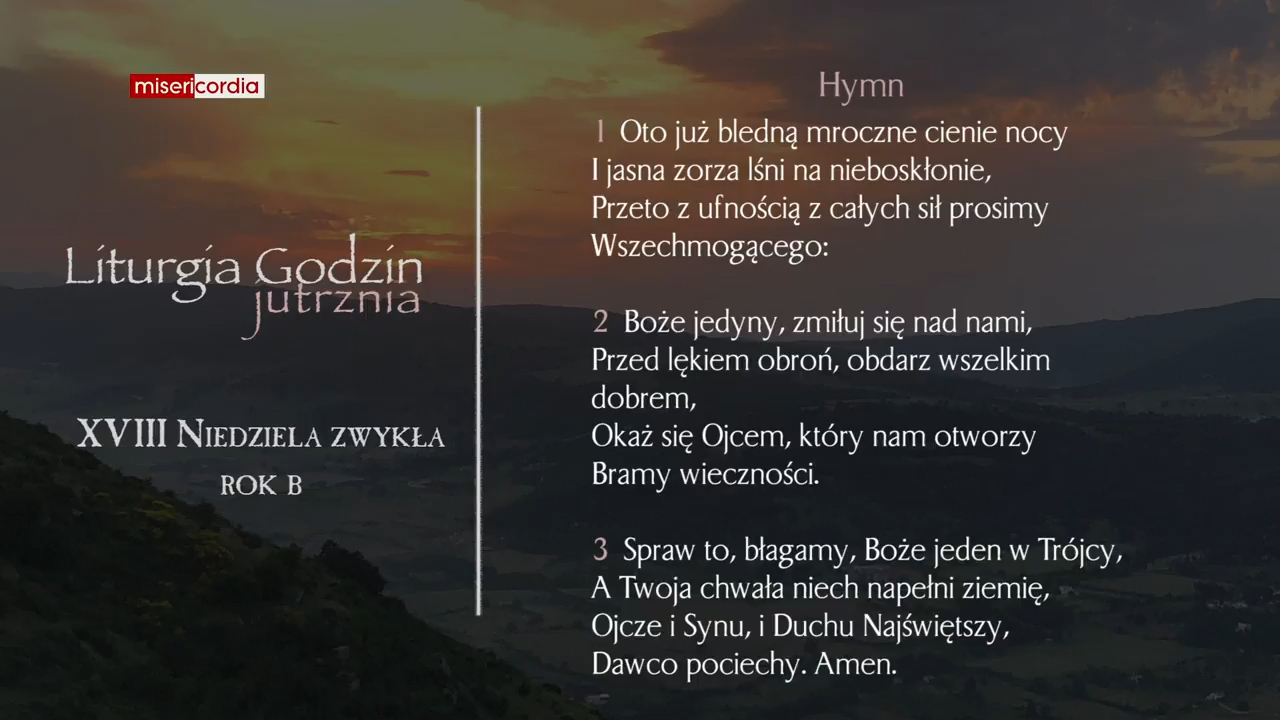 misericordia
Liturgia Godzin
jutrznia
XVIII Niedziela zwykła
rok B
Hymn
1 Oto już bledną mroczne cienie nocy
I jasna zorza lśni na nieboskłonie,
Przeto z ufnością z całych sił prosimy
Wszechmogącego:
2 Boże jedyny, zmiłuj się nad nami,
Przed lękiem obroń, obdarz wszelkim
dobrem,
Okaż się Ojcem, który nam otworzy
Bramy wieczności.
3 Spraw to, błagamy, Boże jeden w Trójcy,
A Twoja chwała niech napełni ziemię,
Ojcze i Synu, i Duchu Najświętszy,
Dawco pociechy. Amen.